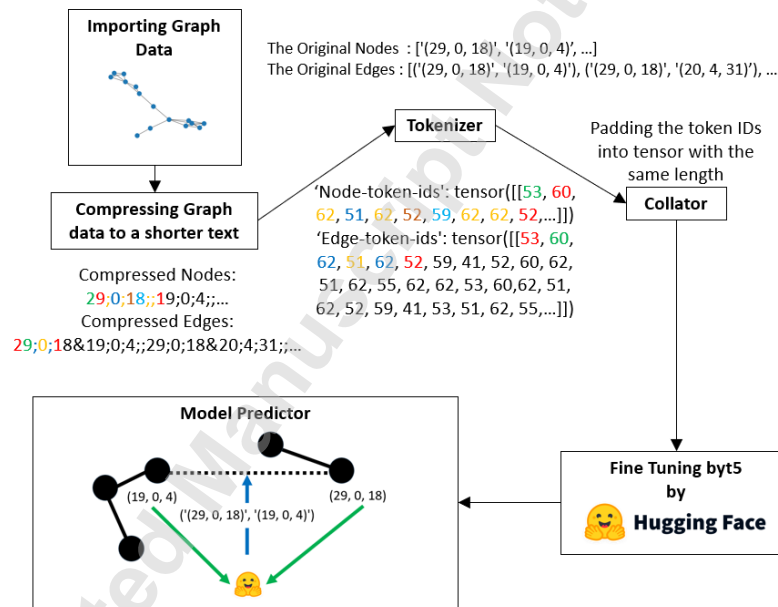 Importing Graph
Data
The Original Nodes : ['(29, 0, 18)', '(19, 0, 4)', …]
The Original Edges : [('(29, 0, 18)', '(19, 0, 4)'), ('(29, 0, 18)', '(20, 4, 31)'), …
Tokenizer
Padding the token IDs
into tensor with the
same length
Collator
Compressing Graph
data to a shorter text
'Node-token-ids': tensor([[53, 60,
62, 51, 62, 52, 59, 62, 62, 52,…]])
'Edge-token-ids': tensor([[53, 60,
62, 51, 62, 52, 59, 41, 52, 60, 62,
51, 62, 55, 62, 62, 53, 60,62, 51,
62, 52, 59, 41, 53, 51, 62, 55,…]])
Compressed Nodes:
29;0;18;;19;0;4;;…
Compressed Edges:
29;0;18&19;0;4;;29;0;18&20;4;31;;…
Model Predictor
(19, 0, 4)
(29, 0, 18)
('(29, 0, 18)', '(19, 0, 4)')
Fine Tuning byt5
by
Hugging Face
ted Manuscript Not